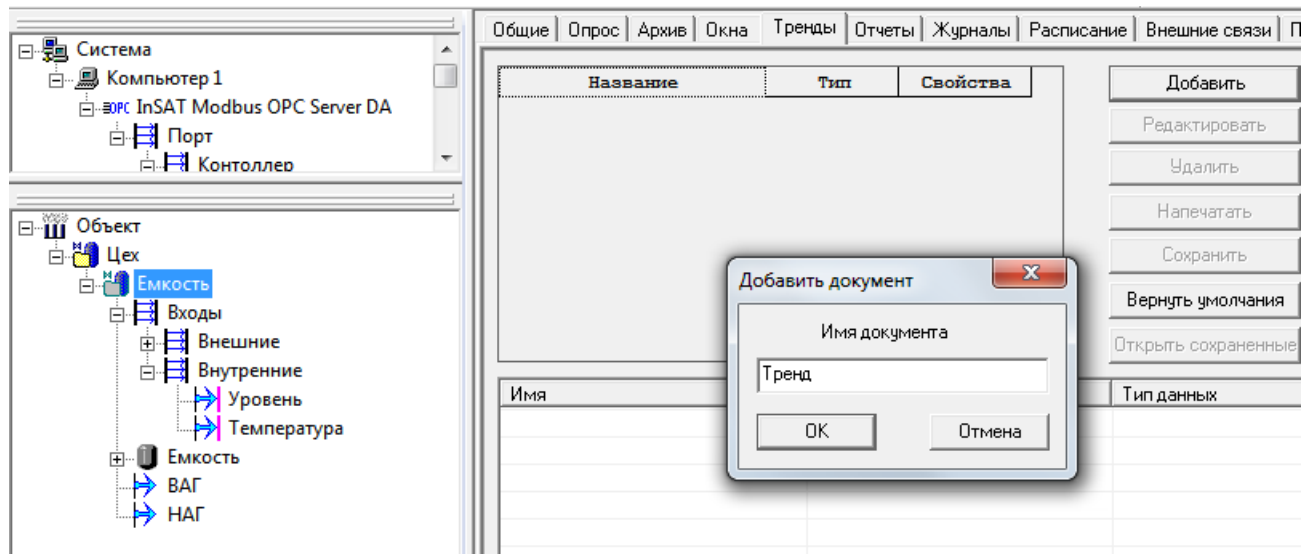 Система
Компьютер 1
OPC InSAT Modbus OPC Server DA
Порт
Контоллер
Объект
Цех
Емкость
Входы
Внешние
Внутренние
Уровень
Температура
Емкость
ВАГ
НАГ
Общие Опрос Архив Окна Тренды Отчеты Журналы Расписание Внешние связи П
Название Тип Свойства
Добавить
Редактировать
Удалить
Напечатать
Сохранить
Вернуть умолчания
Открыть сохраненные
Добавить документ
Имя документа
Тренд
OK Отмена
Имя Тип данных